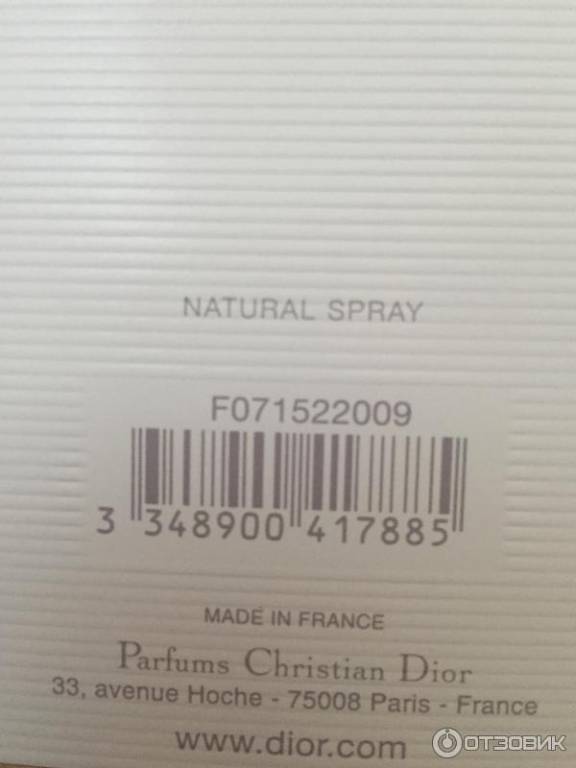 NATURAL SPRAY
F071522009
3 348900 417885
MADE IN FRANCE
Parfums Christian Dior
33, avenue Hoche - 75008 Paris - France
www.dior.com
ОТЗОВИК